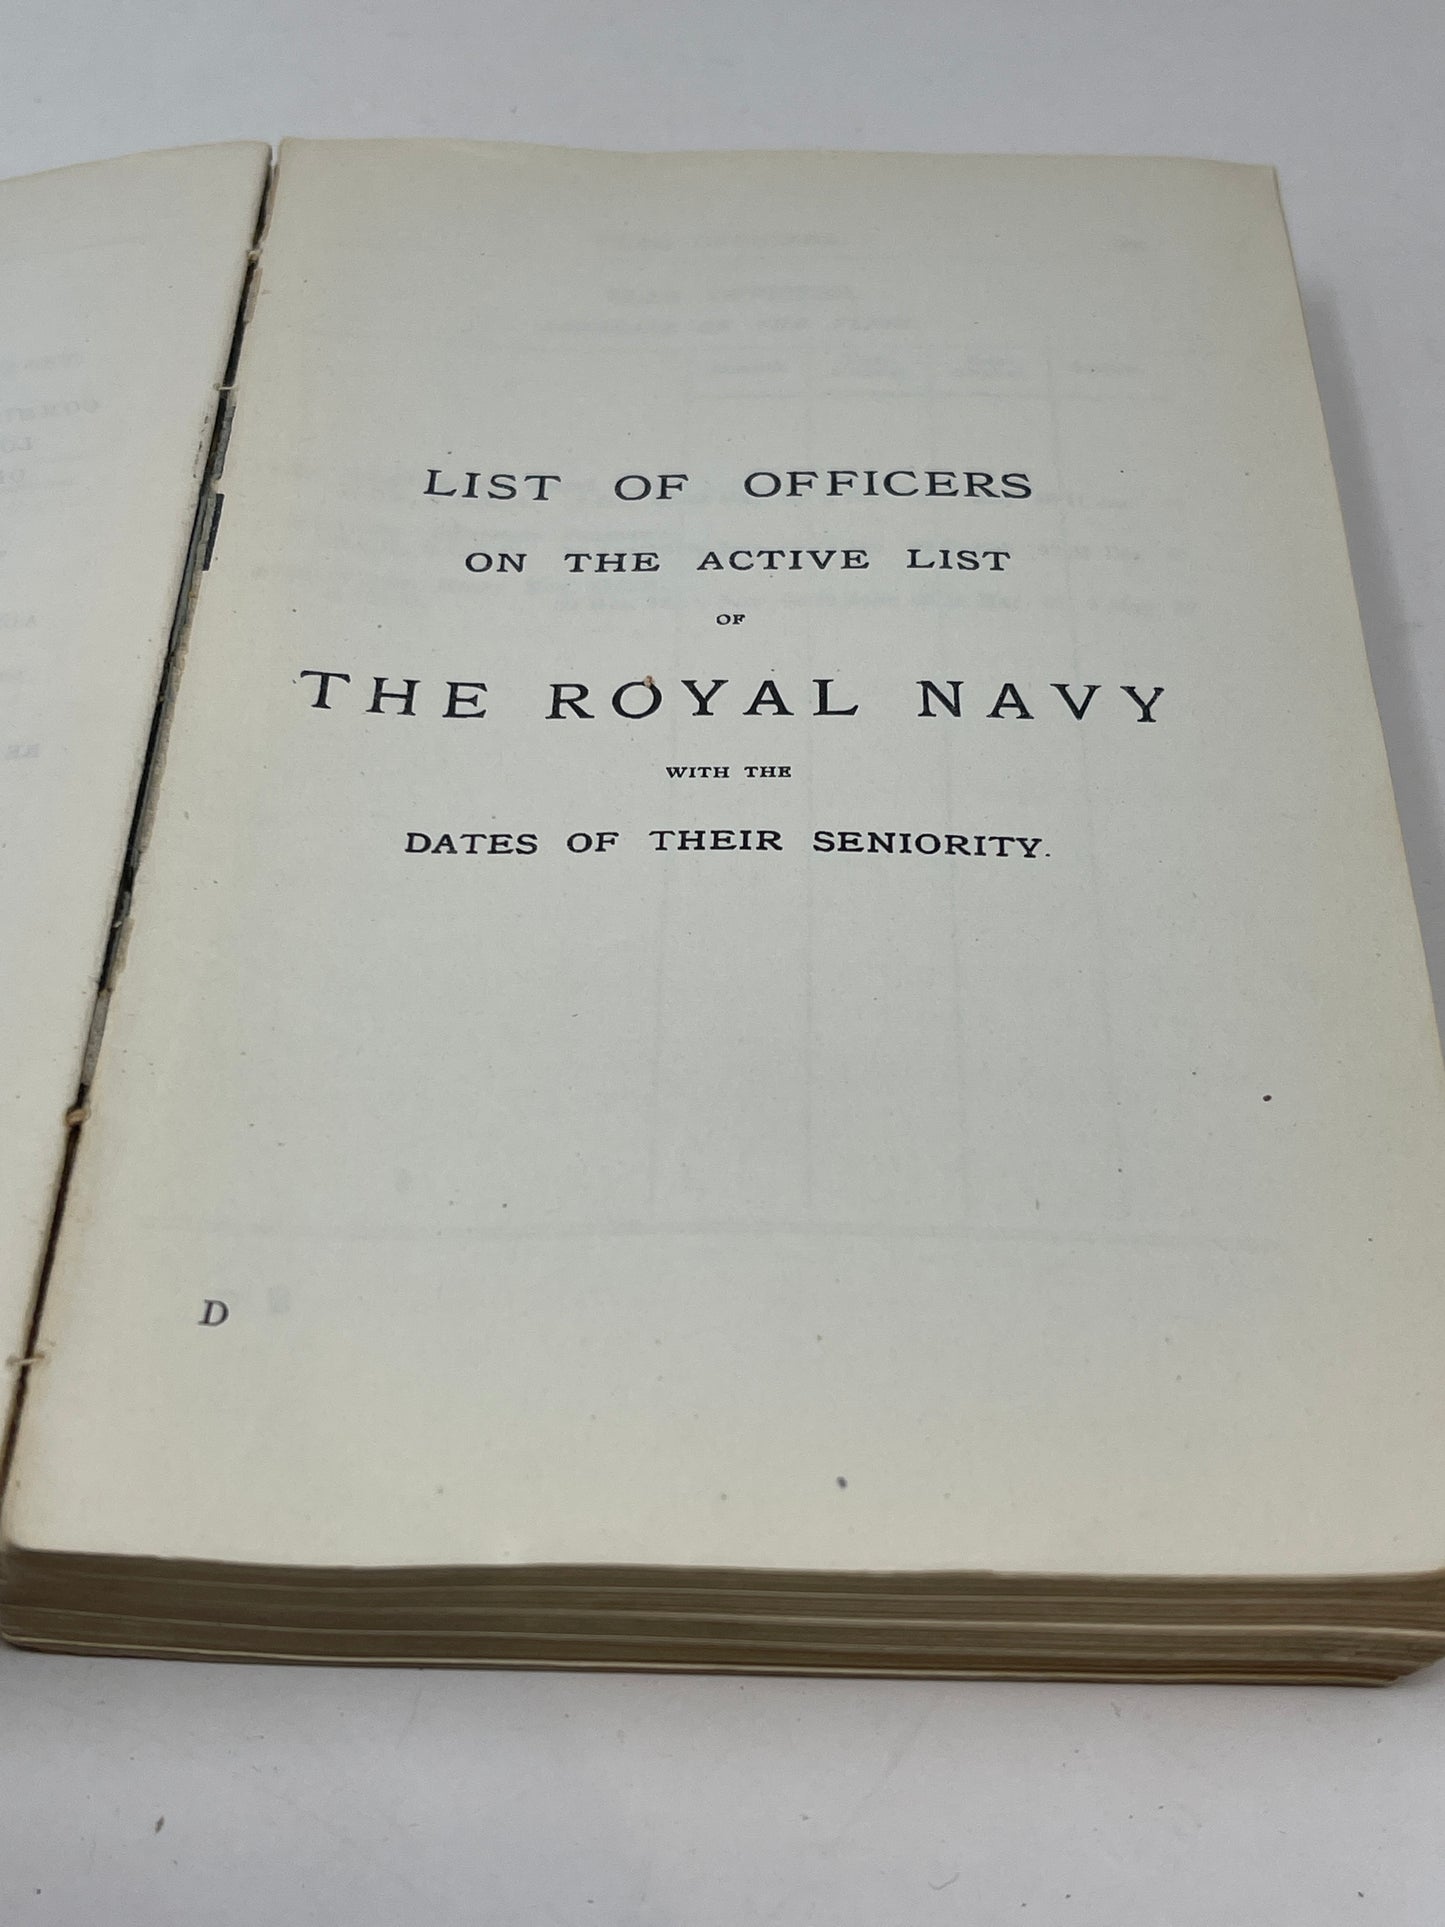 LIST OF OFFICERS
ON THE ACTIVE LIST
OF
THE ROYAL NAVY
WITH THE
DATES OF THEIR SENIORITY.
D